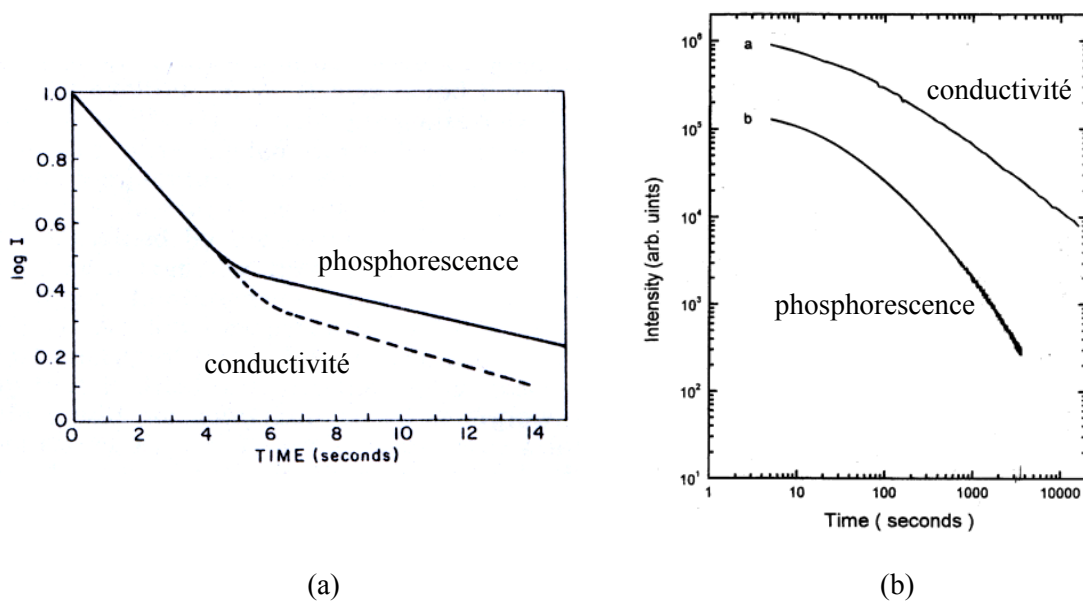 1.0
0.8
0.6
0.4
0.2
0
log I
phosphorescence
conductivité
0 2 4 6 8 10 12 14
TIME (seconds)
(a)
10⁶
10⁵
10⁴
10³
10²
10¹
Intensity (arb. uints)
a
b
conductivité
phosphorescence
1 10 100 1000 10000
Time ( seconds )
(b)